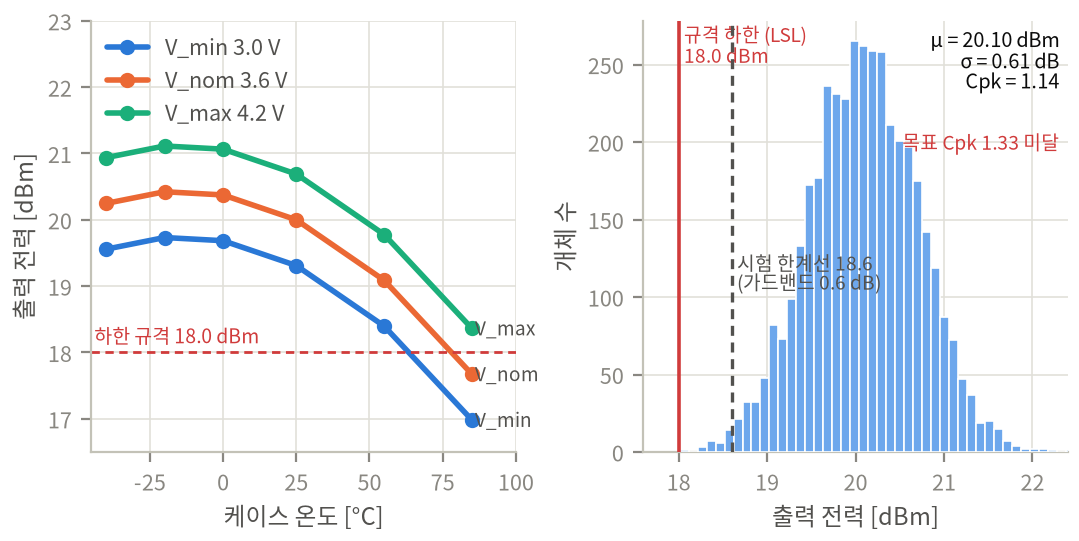 23
22
21
20
19
18
17
출력 전력 [dBm]
V_min 3.0 V
V_nom 3.6 V
V_max 4.2 V
하한 규격 18.0 dBm
V_max
V_nom
V_min
-25 0 25 50 75 100
케이스 온도 [°C]
250
200
150
100
50
0
개체 수
규격 하한 (LSL)
18.0 dBm
μ = 20.10 dBm
σ = 0.61 dB
Cpk = 1.14
목표 Cpk 1.33 미달
시험 한계선 18.6
(가드밴드 0.6 dB)
18 19 20 21 22
출력 전력 [dBm]